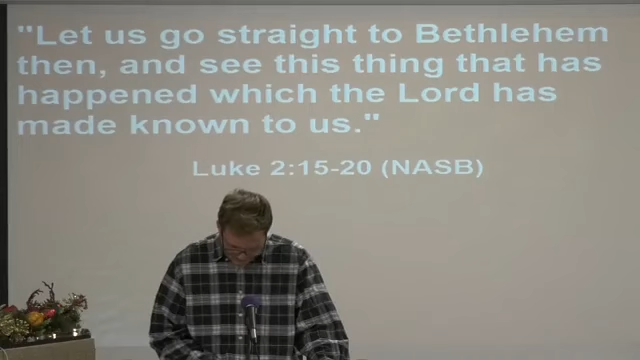 "Let us go straight to Bethlehem
then, and see this thing that has
happened which the Lord has
made known to us."
Luke 2:15-20 (NASB)